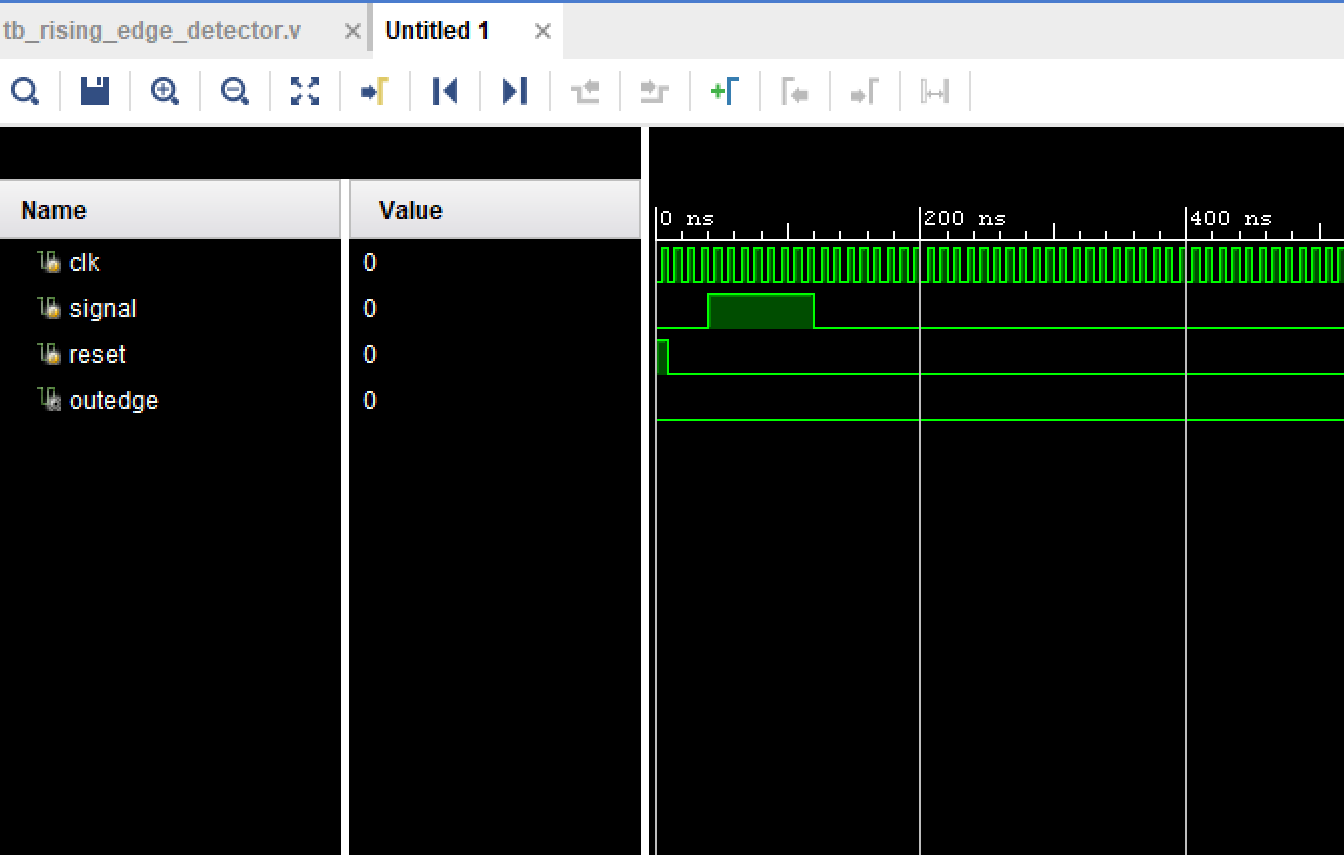 tb_rising_edge_detector.v Untitled 1
Name Value
0 ns 200 ns 400 ns
clk 0
signal 0
reset 0
outedge 0